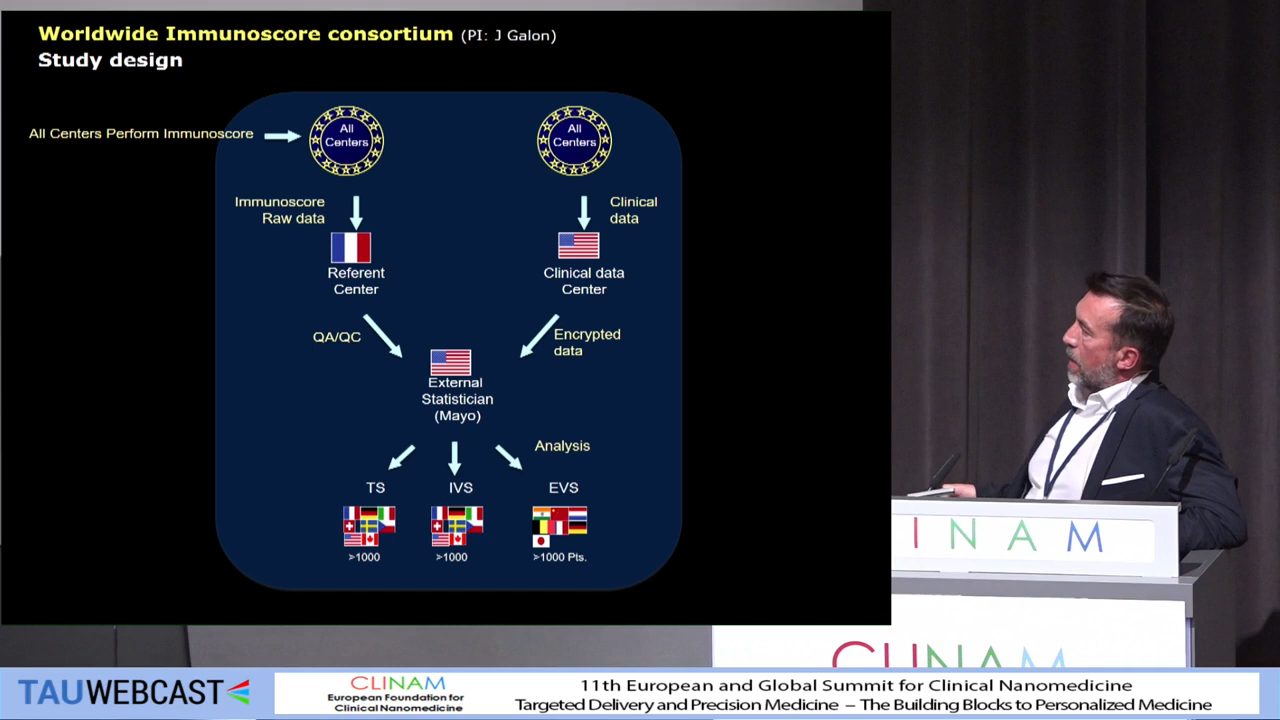 Worldwide Immunoscore consortium (PI: J Galon)
Study design
All Centers Perform Immunoscore
All
Centers
All
Centers
Immunoscore
Raw data
Clinical
data
Referent
Center
Clinical data
Center
QA/QC
Encrypted
data
External
Statistician
(Mayo)
Analysis
TS
IVS
EVS
>1000
>1000
>1000 Pts.
INAM
CLINAM
TAUWEBCAST
CLINAM
European Foundation for
Clinical Nanomedicine
11th European and Global Summit for Clinical Nanomedicine
Targeted Delivery and Precision Medicine – The Building Blocks to Personalized Medicine